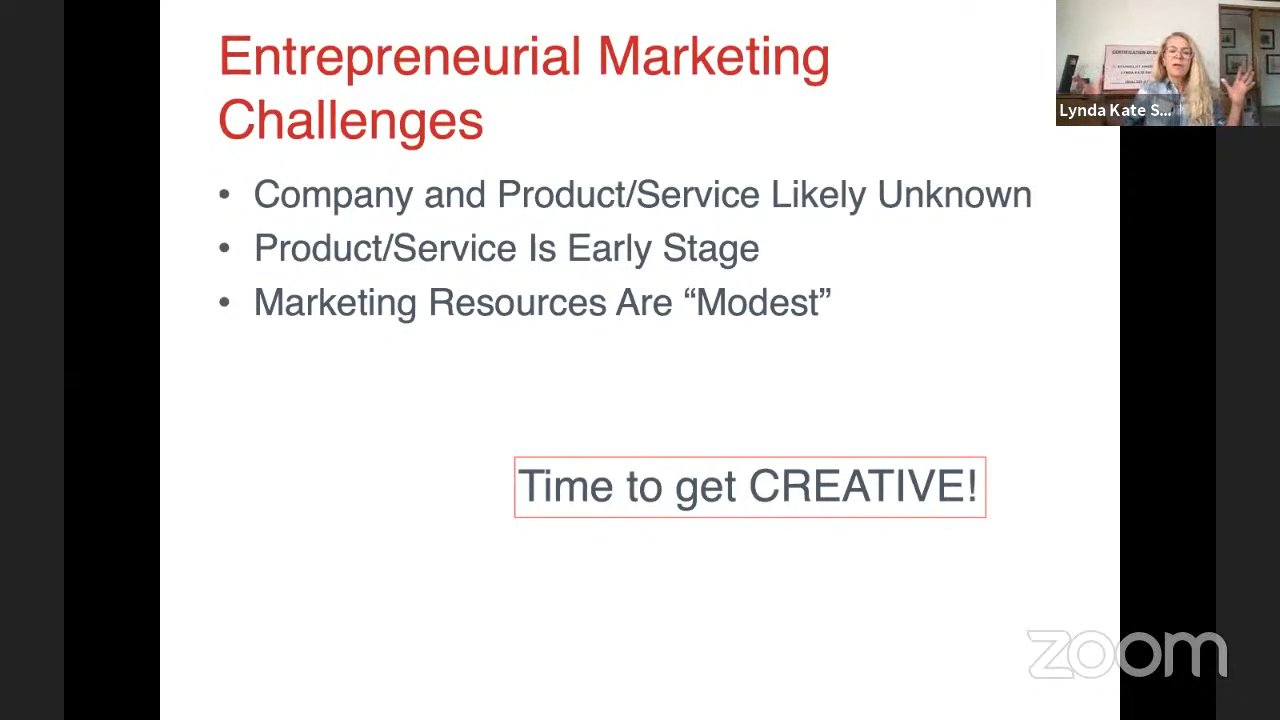 Entrepreneurial Marketing
Challenges
• Company and Product/Service Likely Unknown
• Product/Service Is Early Stage
• Marketing Resources Are “Modest”
Time to get CREATIVE!
Lynda Kate S...
zoom